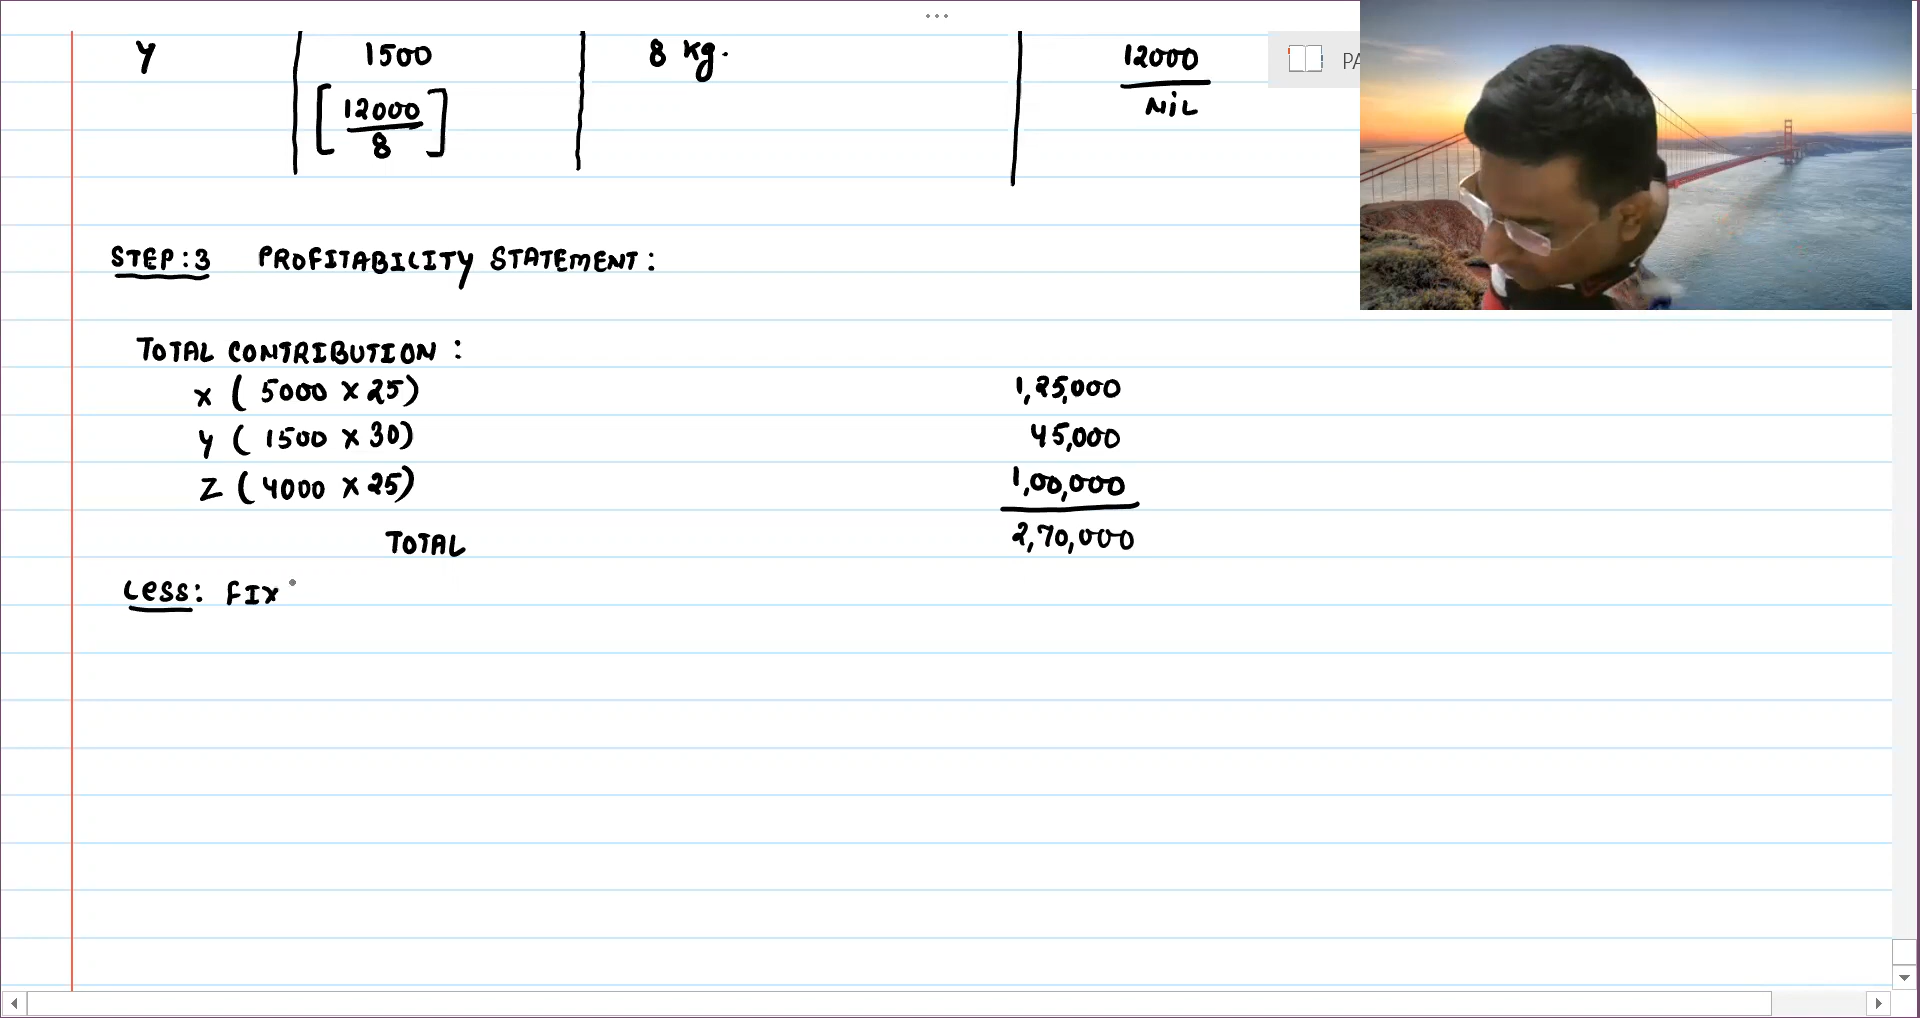 ...
Y 1500 8 kg. 12000 PA
[12000/8] NIL
STEP:3 PROFITABILITY STATEMENT:
TOTAL CONTRIBUTION:
X ( 5000 X 25) 1,25,000
Y ( 1500 X 30) 45,000
Z ( 4000 X 25) 1,00,000
TOTAL 2,70,000
Less: FIX